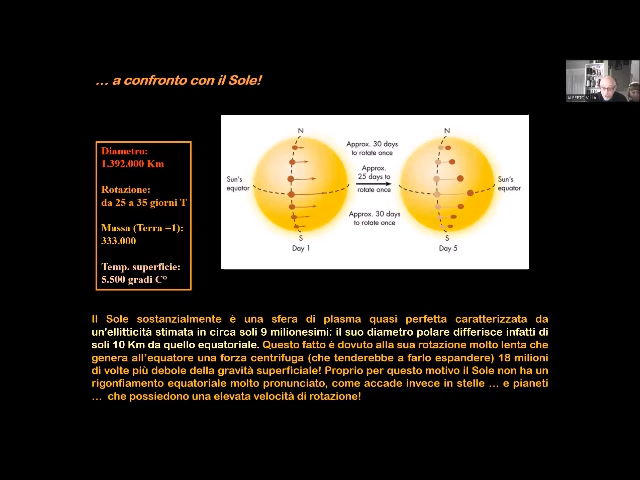 … a confronto con il Sole!
Diametro:
1.392.000 Km
Rotazione:
da 25 a 35 giorni T
Massa (Terra =1):
333.000
Temp. superficie:
5.500 gradi C°
N
Approx. 30 days
to rotate once
N
Sun's
equator
Approx.
25 days to
rotate once
Sun's
equator
Approx. 30 days
to rotate once
S
Day 1
S
Day 5
Il Sole sostanzialmente è una sfera di plasma quasi perfetta caratterizzata da
un'ellitticità stimata in circa soli 9 milionesimi: il suo diametro polare differisce infatti di
soli 10 Km da quello equatoriale. Questo fatto è dovuto alla sua rotazione molto lenta che
genera all'equatore una forza centrifuga (che tenderebbe a farlo espandere) 18 milioni
di volte più debole della gravità superficiale! Proprio per questo motivo il Sole non ha un
rigonfiamento equatoriale molto pronunciato, come accade invece in stelle … e pianeti
… che possiedono una elevata velocità di rotazione!